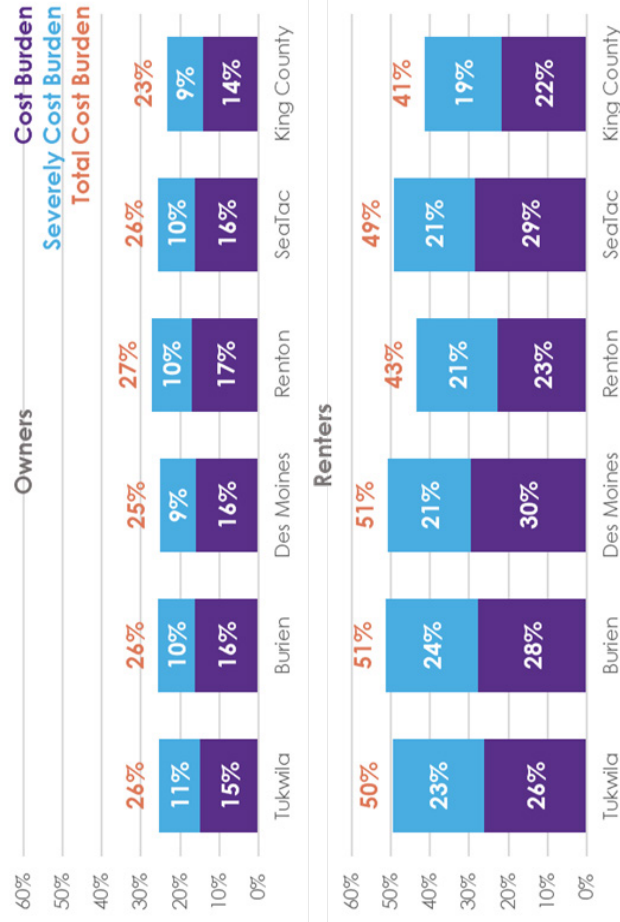 Owners
Cost Burden
Severely Cost Burden
Total Cost Burden
60%
50%
40%
30%
20%
10%
0%
26% 26% 25% 27% 26% 23%
11% 10% 9% 10% 10% 9%
15% 16% 16% 17% 16% 14%
Tukwila Burien Des Moines Renton SeaTac King County
Renters
60%
50%
40%
30%
20%
10%
0%
50% 51% 51% 43% 49% 41%
23% 24% 21% 21% 21% 19%
26% 28% 30% 23% 29% 22%
Tukwila Burien Des Moines Renton SeaTac King County